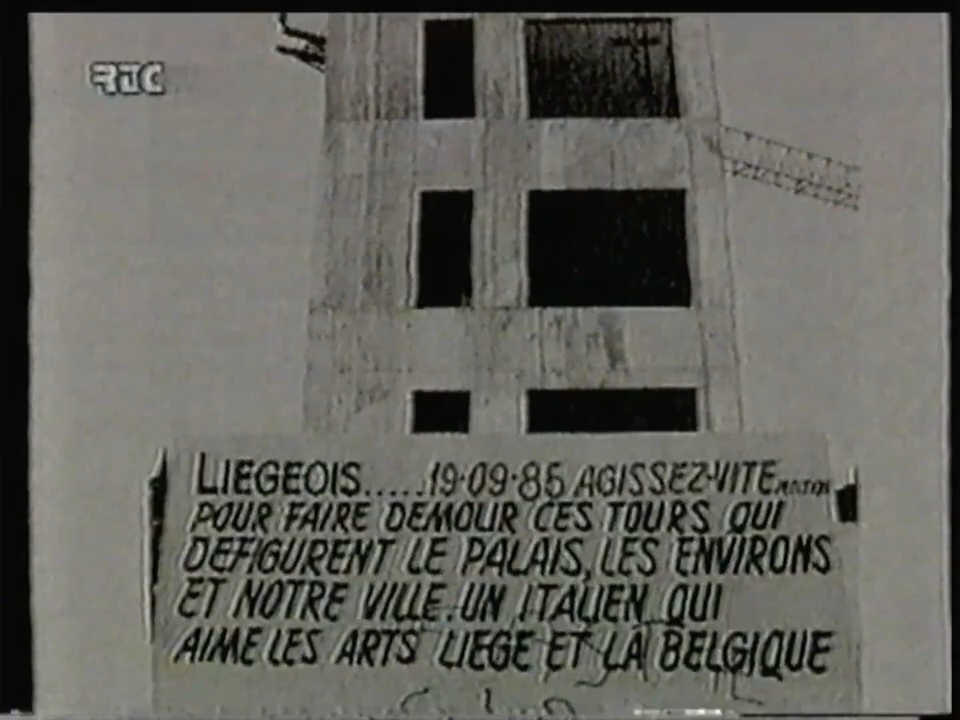 RTC
LIEGEOIS.....19·09·85 AGISSEZ-VITE
POUR FAIRE DEMOUR CES TOURS QUI
DEFIGURENT LE PALAIS, LES ENVIRONS
ET NOTRE VILLE. UN ITALIEN QUI
AIME LES ARTS LIEGE ET LA BELGIQUE